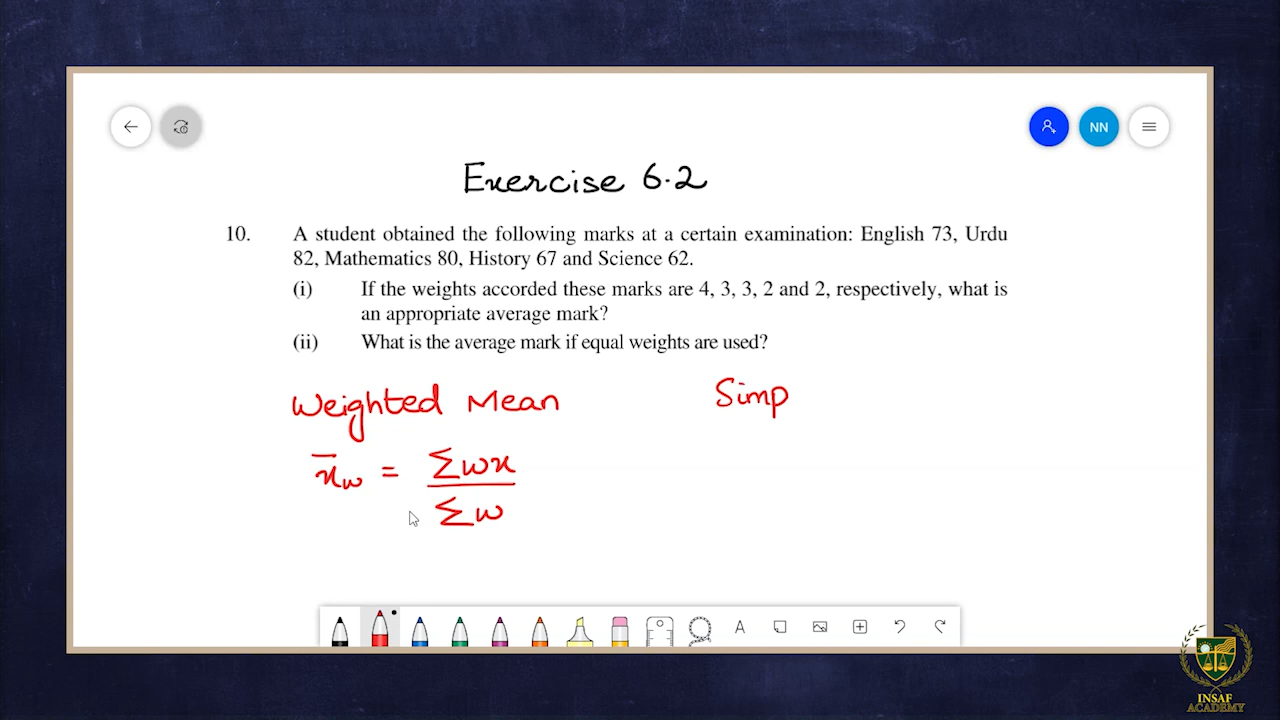 NN
Exercise 6.2
10. A student obtained the following marks at a certain examination: English 73, Urdu
82, Mathematics 80, History 67 and Science 62.
(i) If the weights accorded these marks are 4, 3, 3, 2 and 2, respectively, what is
an appropriate average mark?
(ii) What is the average mark if equal weights are used?
Weighted Mean Simp
x̄w = Σwx
Σw
A
INSAF
ACADEMY